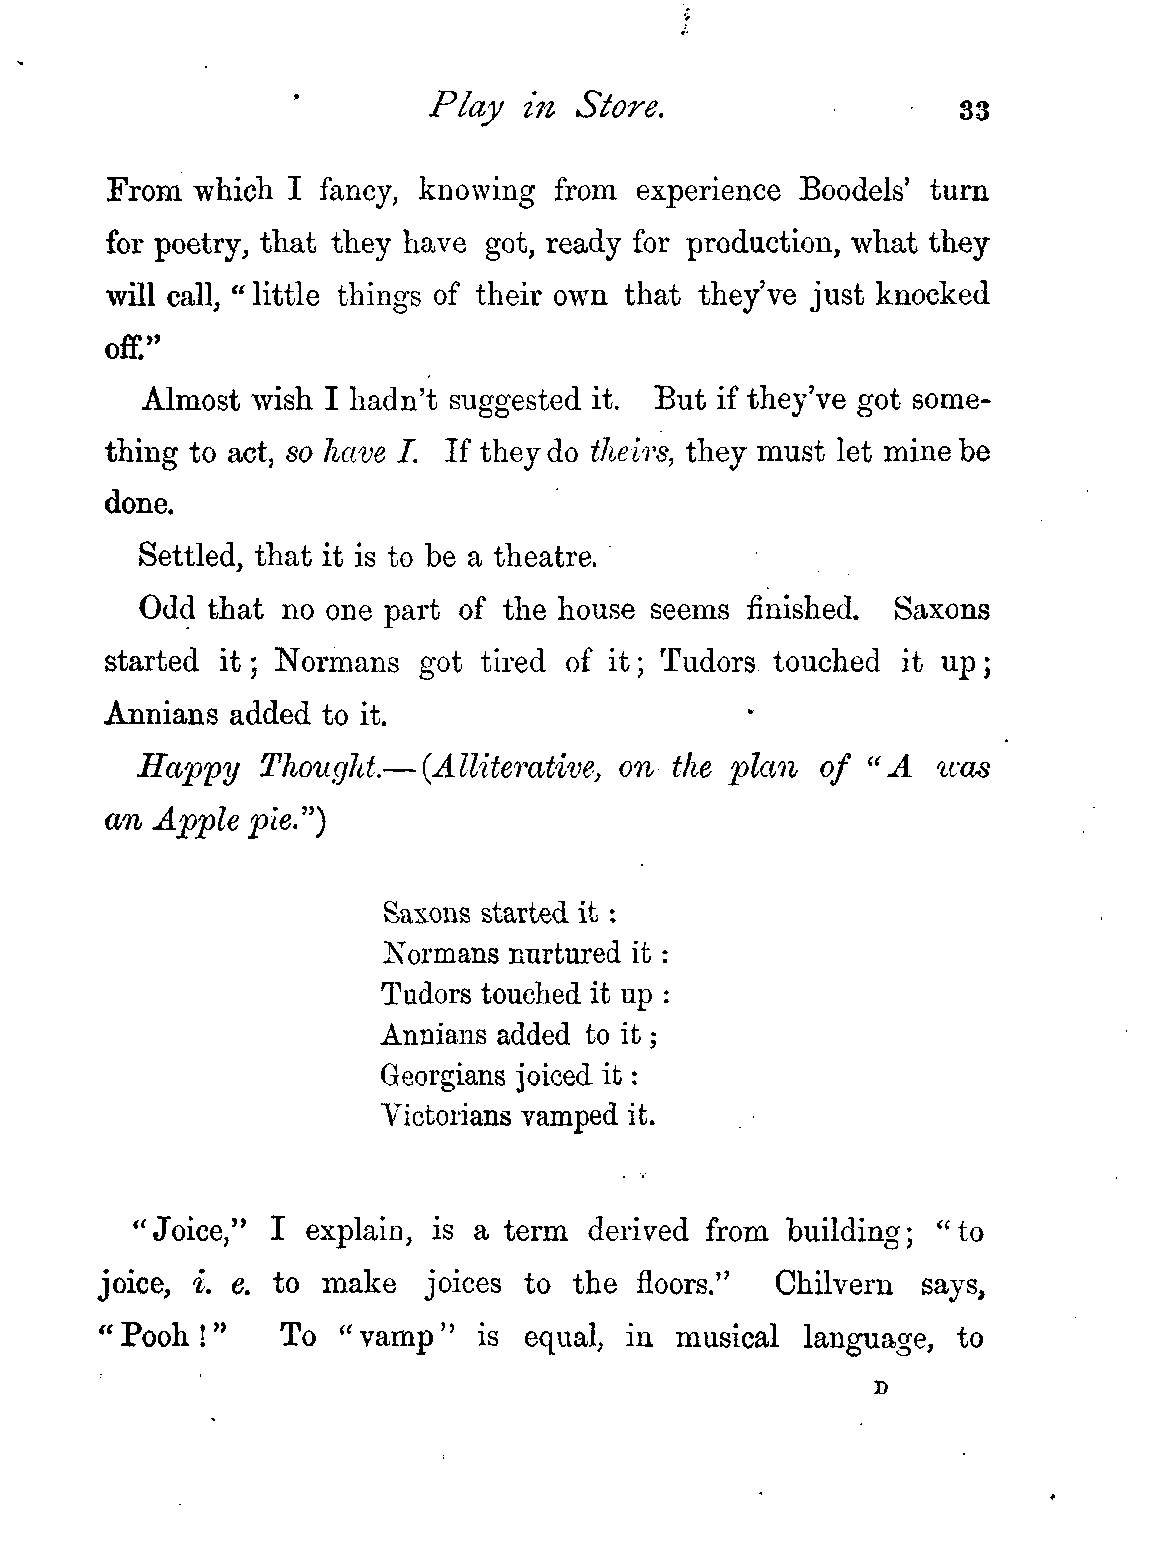 Play in Store. 33
From which I fancy, knowing from experience Boodels' turn
for poetry, that they have got, ready for production, what they
will call, "little things of their own that they've just knocked
off."
Almost wish I hadn't suggested it. But if they've got some-
thing to act, so have I. If they do theirs, they must let mine be
done.
Settled, that it is to be a theatre.
Odd that no one part of the house seems finished. Saxons
started it; Normans got tired of it; Tudors touched it up;
Annians added to it.
Happy Thought.—(Alliterative, on the plan of "A was
an Apple pie.")
Saxons started it :
Normans nurtured it :
Tudors touched it up :
Annians added to it ;
Georgians joiced it :
Victorians vamped it.
"Joice," I explain, is a term derived from building; "to
joice, i. e. to make joices to the floors." Chilvern says,
"Pooh!" To "vamp" is equal, in musical language, to
D